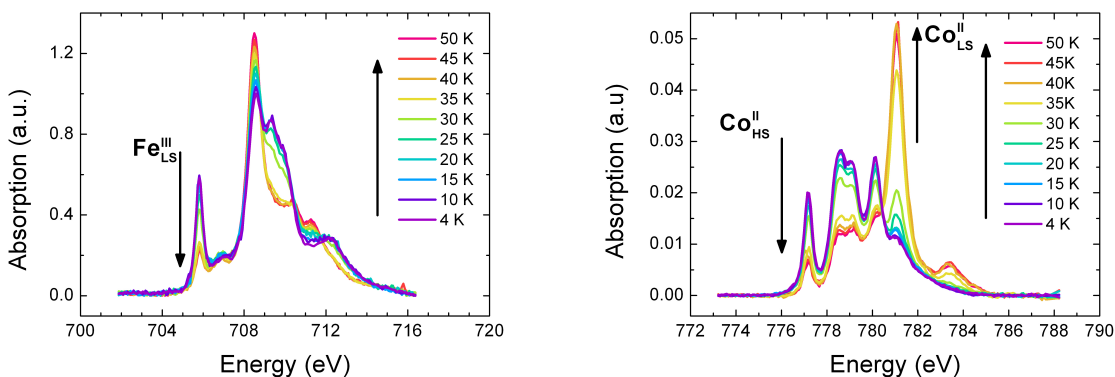 Absorption (a.u.)
1.2
0.8
0.4
0.0
700 704 708 712 716 720
Energy (eV)
Fe^III_LS
50 K
45 K
40 K
35 K
30 K
25 K
20 K
15 K
10 K
4 K
Absorption (a.u)
0.05
0.04
0.03
0.02
0.01
0.00
772 774 776 778 780 782 784 786 788 790
Energy (eV)
Co^II_HS
Co^II_LS
50 K
45K
40K
35K
30 K
25 K
20 K
15 K
10 K
4 K